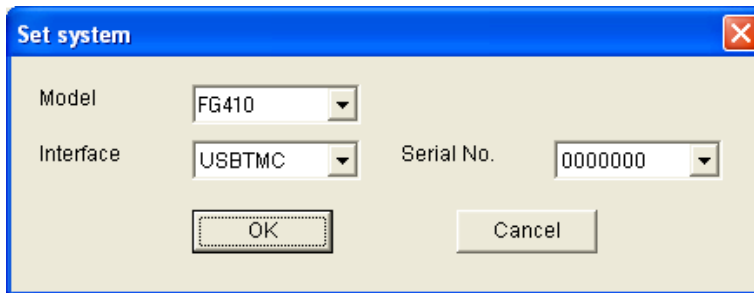 Set system
Model FG410
Interface USBTMC Serial No. 0000000
OK Cancel